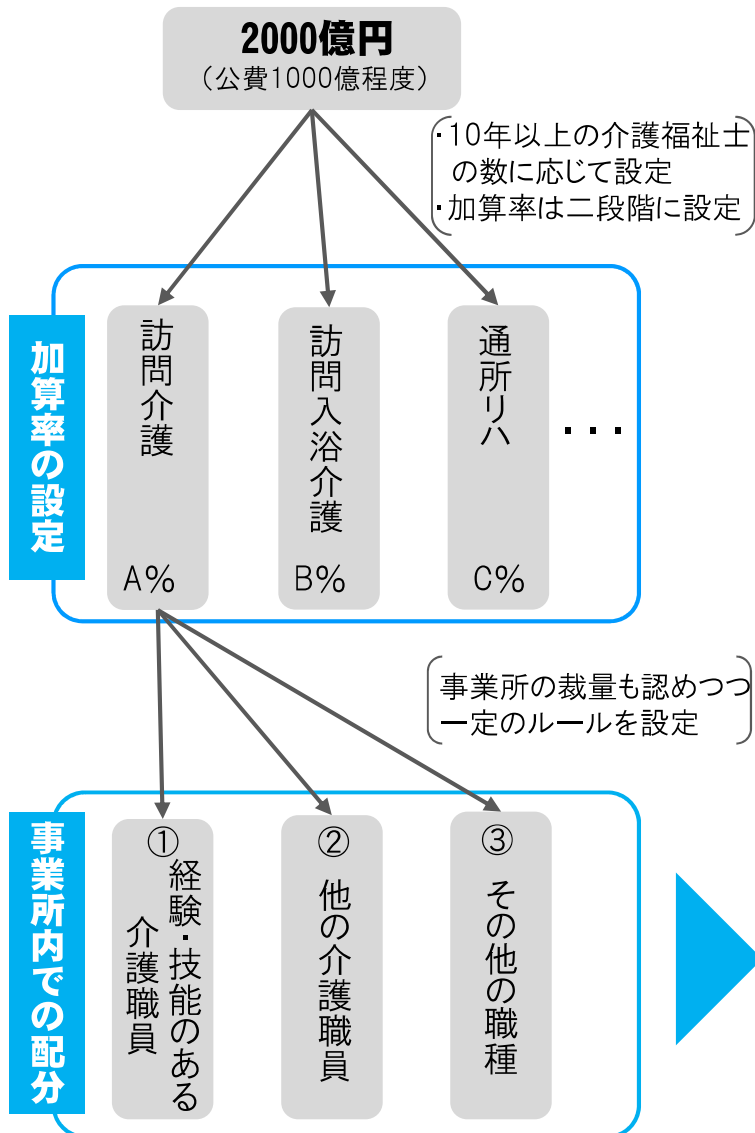 2000億円
（公費1000億程度）
・10年以上の介護福祉士
の数に応じて設定
・加算率は二段階に設定
加算率の設定
訪問介護
A%
訪問入浴介護
B%
通所リハ
C%
・・・
事業所の裁量も認めつつ
一定のルールを設定
事業所内での配分
①
経験・技能のある
介護職員
②
他の介護職員
③
その他の職種